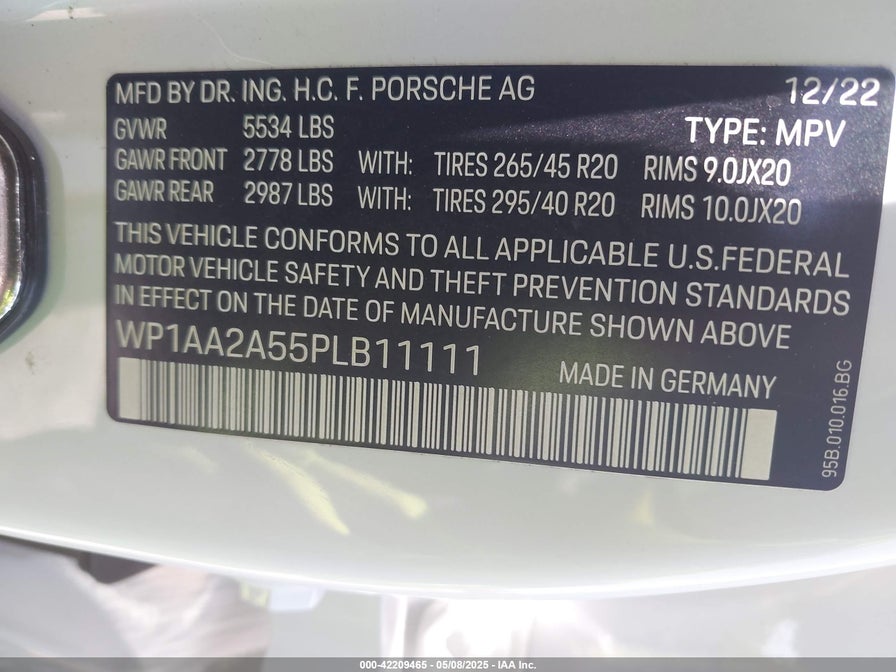 MFD BY DR. ING. H.C. F. PORSCHE AG 12/22
GVWR 5534 LBS TYPE: MPV
GAWR FRONT 2778 LBS WITH: TIRES 265/45 R20 RIMS 9.0JX20
GAWR REAR 2987 LBS WITH: TIRES 295/40 R20 RIMS 10.0JX20
THIS VEHICLE CONFORMS TO ALL APPLICABLE U.S.FEDERAL
MOTOR VEHICLE SAFETY AND THEFT PREVENTION STANDARDS
IN EFFECT ON THE DATE OF MANUFACTURE SHOWN ABOVE
WP1AA2A55PLB11111 MADE IN GERMANY
95B.010.016.BG
000-42209465 - 05/08/2025 - IAA Inc.